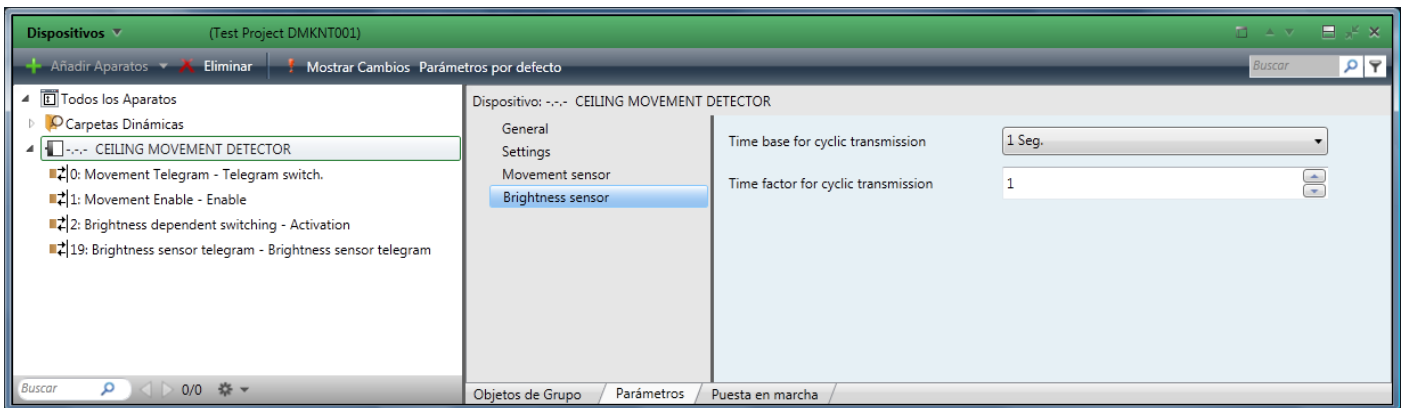 Dispositivos (Test Project DMKNT001)
Añadir Aparatos Eliminar Mostrar Cambios Parámetros por defecto Buscar
Todos los Aparatos
Carpetas Dinámicas
-.-.- CEILING MOVEMENT DETECTOR
0: Movement Telegram - Telegram switch.
1: Movement Enable - Enable
2: Brightness dependent switching - Activation
19: Brightness sensor telegram - Brightness sensor telegram
Buscar 0/0
Dispositivo: -.-.- CEILING MOVEMENT DETECTOR
General
Settings
Movement sensor
Brightness sensor
Time base for cyclic transmission 1 Seg.
Time factor for cyclic transmission 1
Objetos de Grupo Parámetros Puesta en marcha